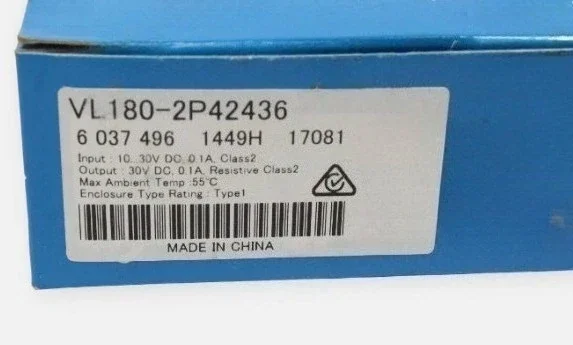 VL180-2P42436
6 037 496 1449H 17081
Input : 10...30V DC, 0.1A, Class2
Output : 30V DC, 0.1A, Resistive Class2
Max Ambient Temp :55°C
Enclosure Type Rating : Type1
MADE IN CHINA